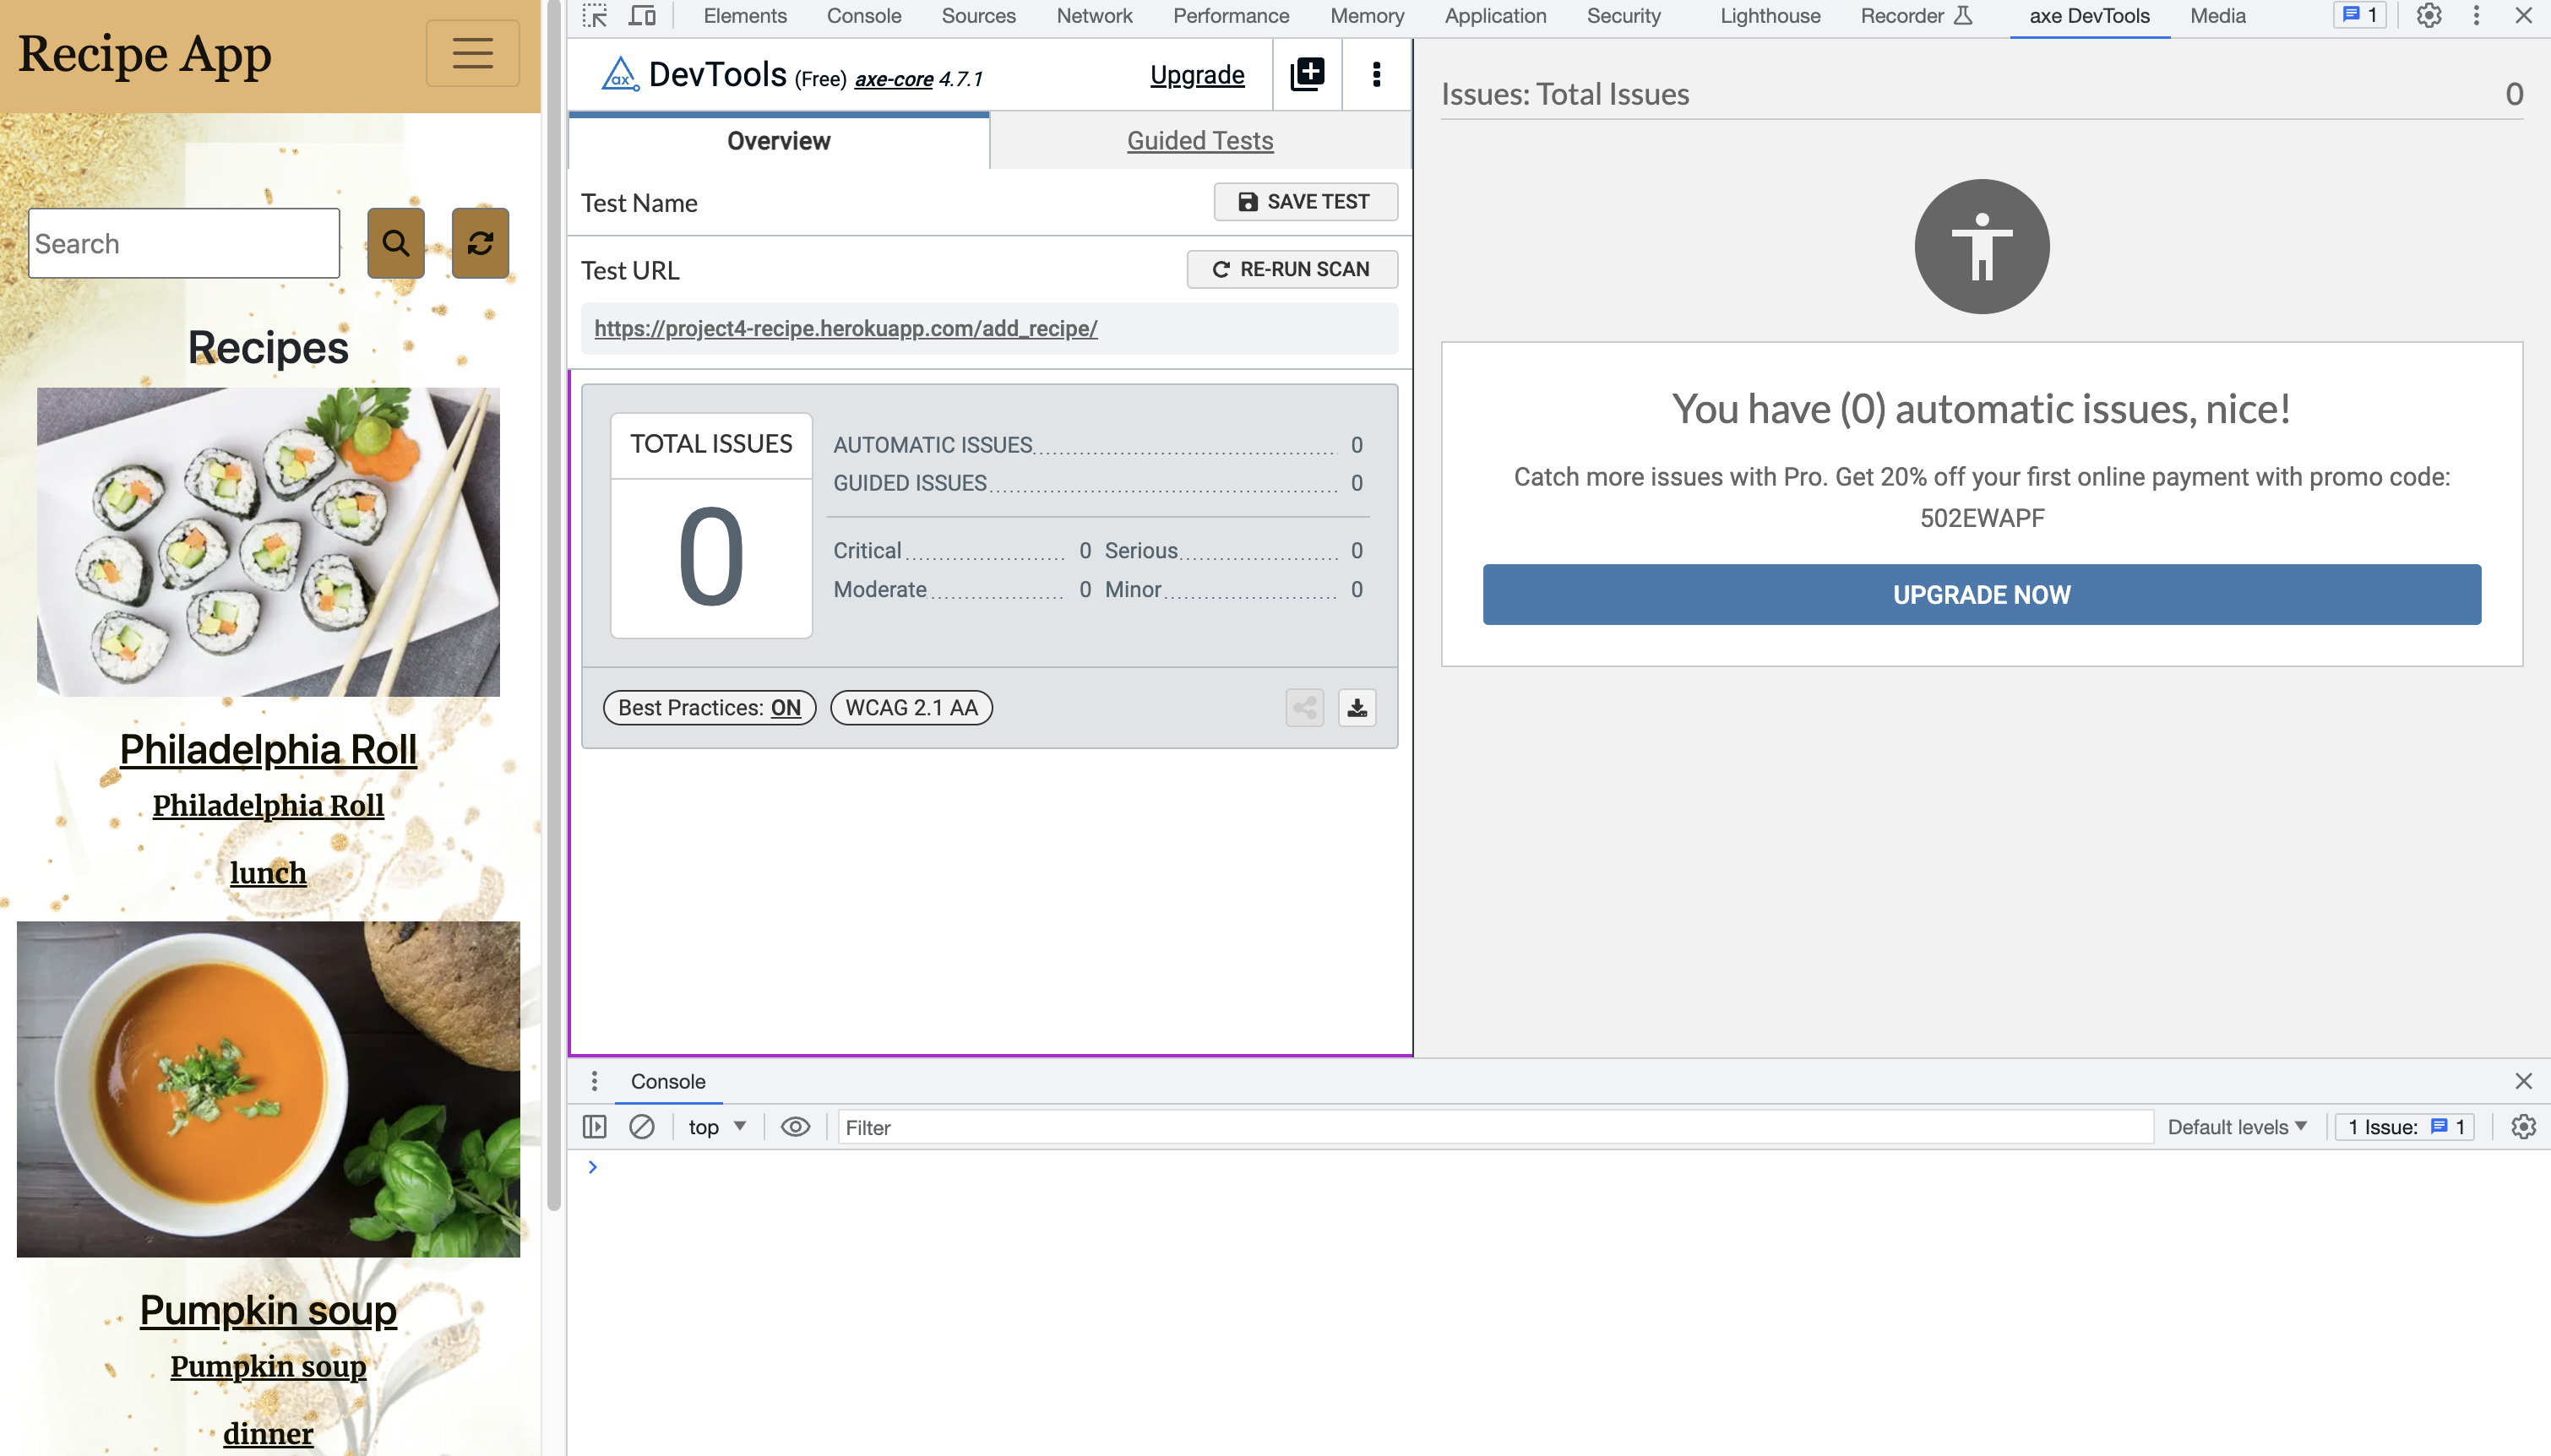 Recipe App
Search
Recipes
Philadelphia Roll
Philadelphia Roll
lunch
Pumpkin soup
Pumpkin soup
dinner
Elements Console Sources Network Performance Memory Application Security Lighthouse Recorder axe DevTools Media 1
ax DevTools (Free) axe-core 4.7.1 Upgrade
Overview Guided Tests
Test Name SAVE TEST
Test URL RE-RUN SCAN
https://project4-recipe.herokuapp.com/add_recipe/
TOTAL ISSUES
0
AUTOMATIC ISSUES 0
GUIDED ISSUES 0
Critical 0 Serious 0
Moderate 0 Minor 0
Best Practices: ON WCAG 2.1 AA
Issues: Total Issues 0
You have (0) automatic issues, nice!
Catch more issues with Pro. Get 20% off your first online payment with promo code:
502EWAPF
UPGRADE NOW
Console
top Filter Default levels 1 Issue: 1